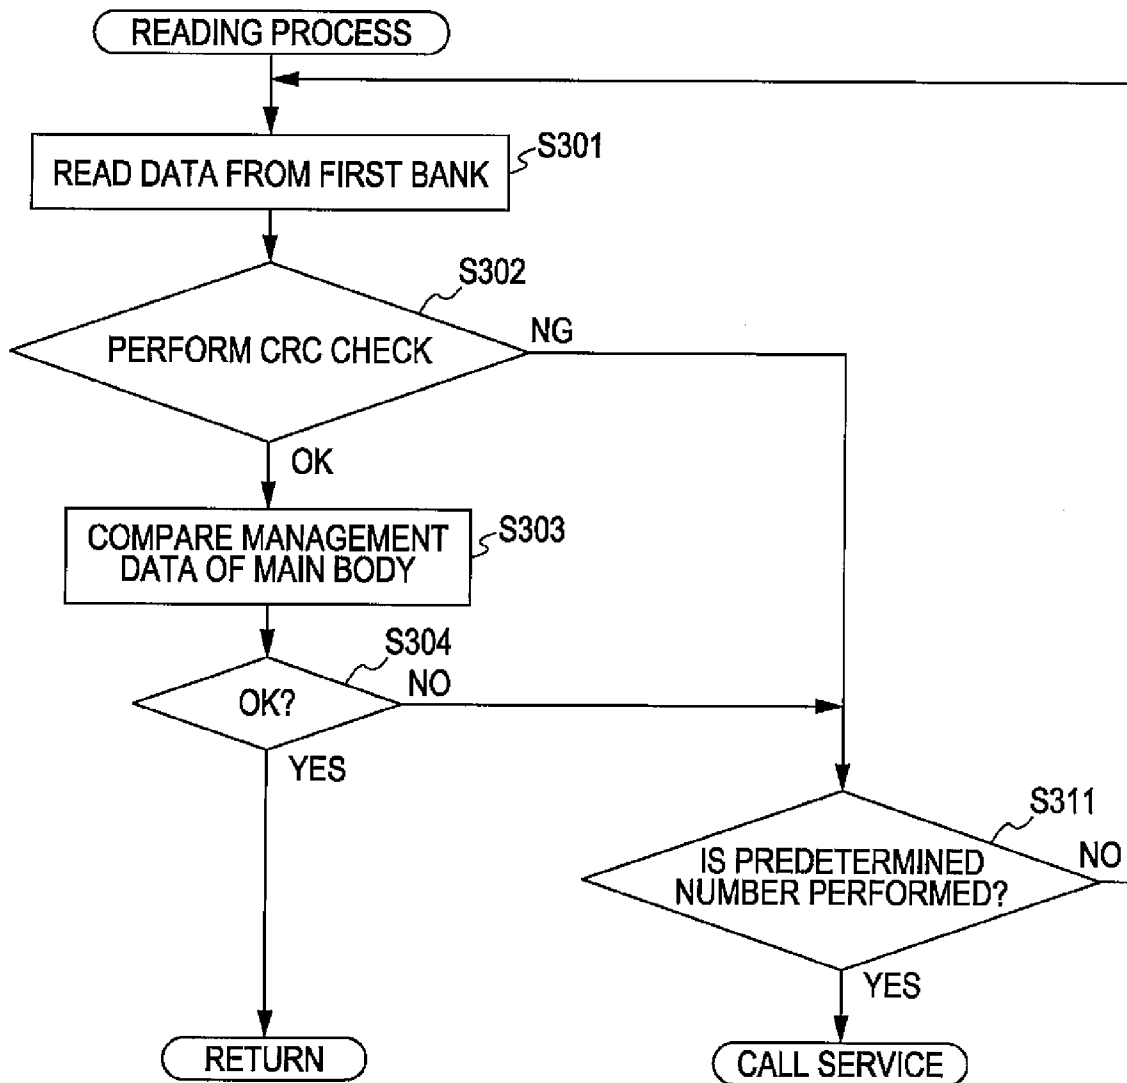 READING PROCESS
READ DATA FROM FIRST BANK
S301
S302
PERFORM CRC CHECK
NG
OK
COMPARE MANAGEMENT
DATA OF MAIN BODY
S303
S304
OK?
NO
YES
S311
IS PREDETERMINED
NUMBER PERFORMED?
NO
YES
RETURN
CALL SERVICE